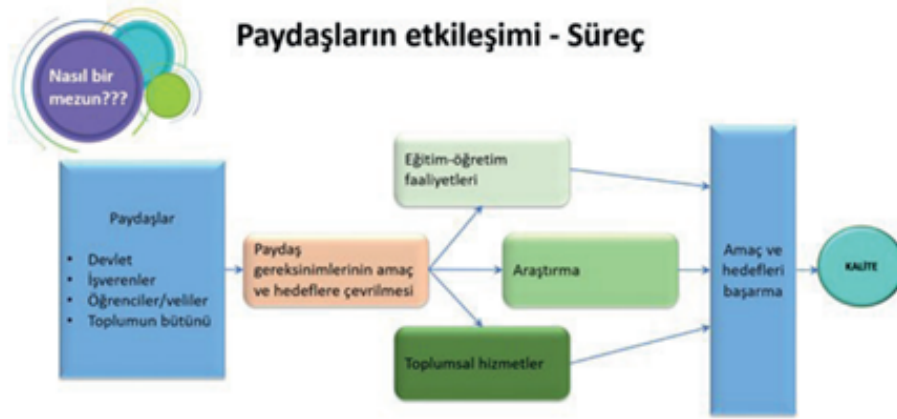 Paydaşların etkileşimi - Süreç
Nasıl bir
mezun???
Paydaşlar
• Devlet
• İşverenler
• Öğrenciler/veliler
• Toplumun bütünü
Paydaş
gereksinimlerinin amaç
ve hedeflere çevrilmesi
Eğitim-öğretim
faaliyetleri
Araştırma
Toplumsal hizmetler
Amaç ve
hedefleri
başarma
KALİTE